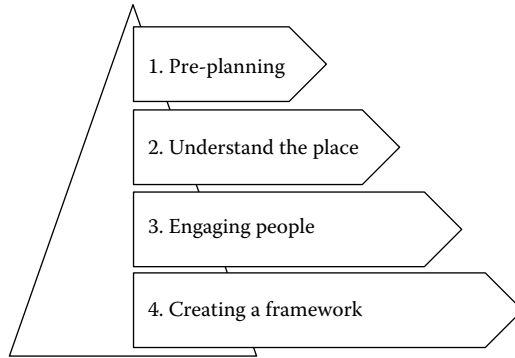 1. Pre-planning
2. Understand the place
3. Engaging people
4. Creating a framework